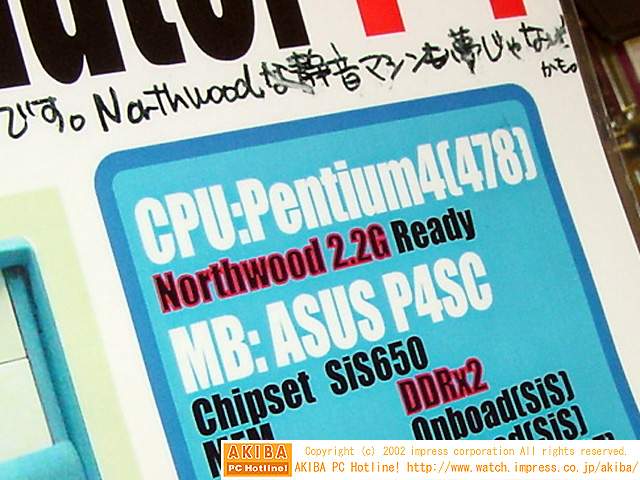 です。Northwoodな静音マシンも夢じゃない!
かも。
CPU:Pentium4(478)
Northwood 2.2G Ready
MB: ASUS P4SC
Chipset SiS650
DDRx2
Onboad(SiS)
(SiS)
AKIBA
PC Hotline!
Copyright (c) 2002 impress corporation All rights reserved.
AKIBA PC Hotline! http://www.watch.impress.co.jp/akiba/